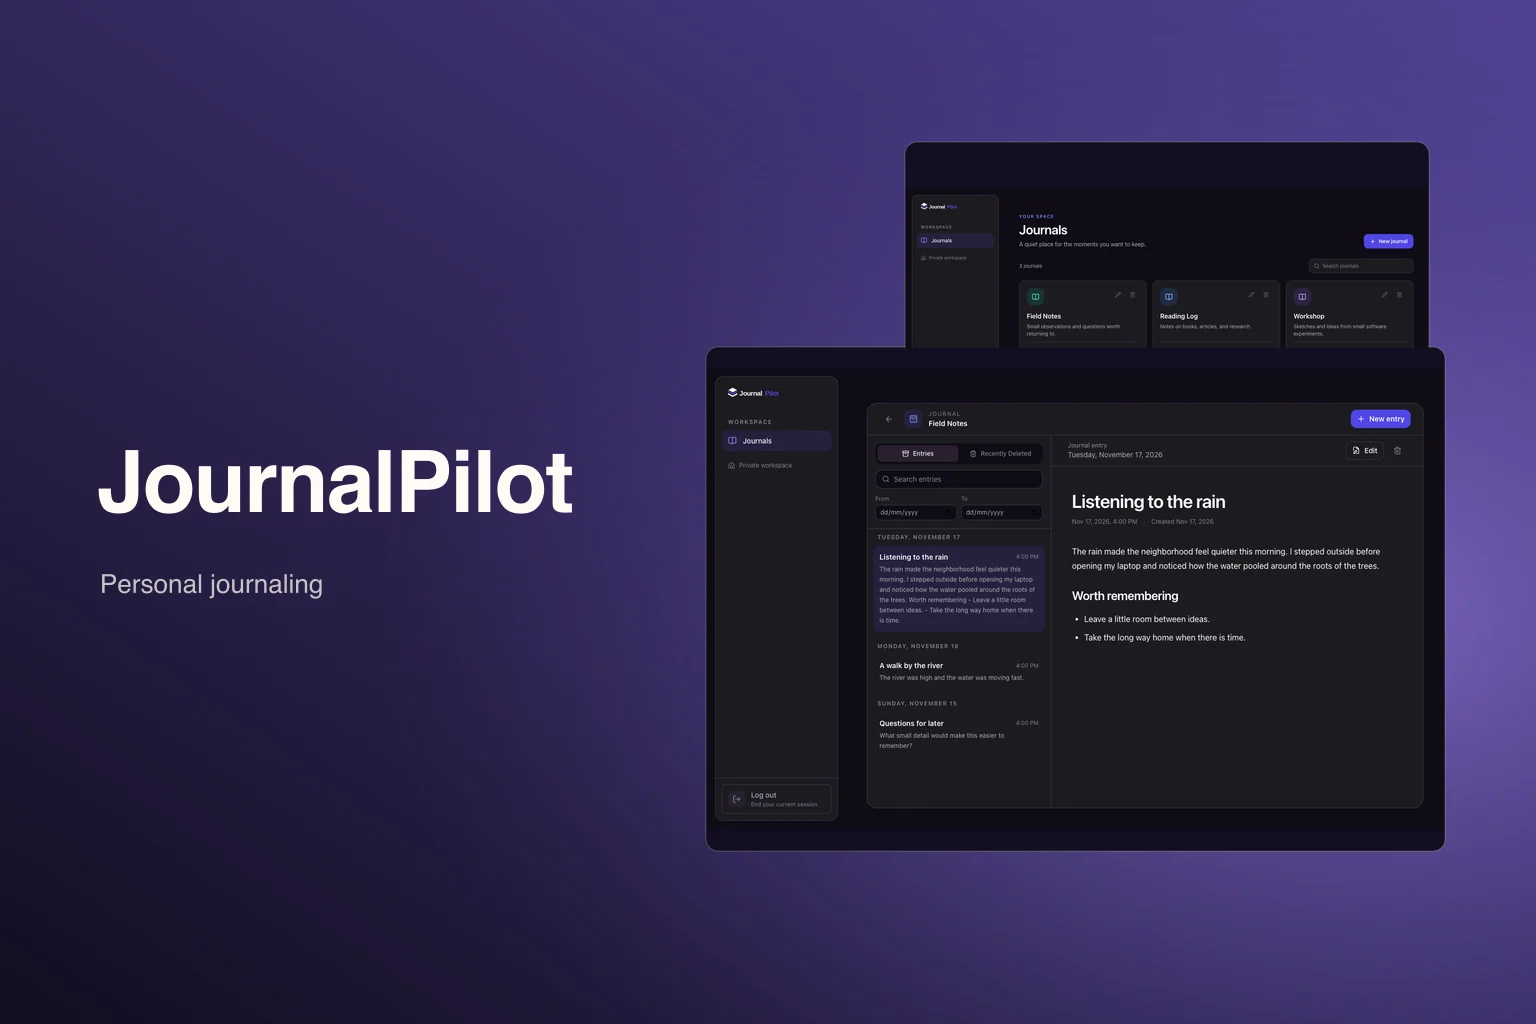 JournalPilot
Personal journaling
Journal Pilot
WORKSPACE
Journals
Private workspace
YOUR SPACE
Journals
A quiet place for the moments you want to keep.
New journal
3 journals
Search journals
Field Notes
Small observations and questions worth
returning to.
Reading Log
Notes on books, articles, and research.
Workshop
Sketches and ideas from small software
experiments.
Journal Pilot
WORKSPACE
Journals
Private workspace
Log out
End your current session
JOURNAL
Field Notes
New entry
Entries
Recently Deleted
Search entries
From
To
dd/mm/yyyy
dd/mm/yyyy
TUESDAY, NOVEMBER 17
Listening to the rain
4:00 PM
The rain made the neighborhood feel quieter this
morning. I stepped outside before opening my laptop
and noticed how the water pooled around the roots of
the trees. Worth remembering - Leave a little room
between ideas. - Take the long way home when there
is time.
MONDAY, NOVEMBER 16
A walk by the river
4:00 PM
The river was high and the water was moving fast.
SUNDAY, NOVEMBER 15
Questions for later
4:00 PM
What small detail would make this easier to
remember?
Journal entry
Tuesday, November 17, 2026
Edit
Listening to the rain
Nov 17, 2026, 4:00 PM · Created Nov 17, 2026
The rain made the neighborhood feel quieter this morning. I stepped outside before
opening my laptop and noticed how the water pooled around the roots of the trees.
Worth remembering
• Leave a little room between ideas.
• Take the long way home when there is time.